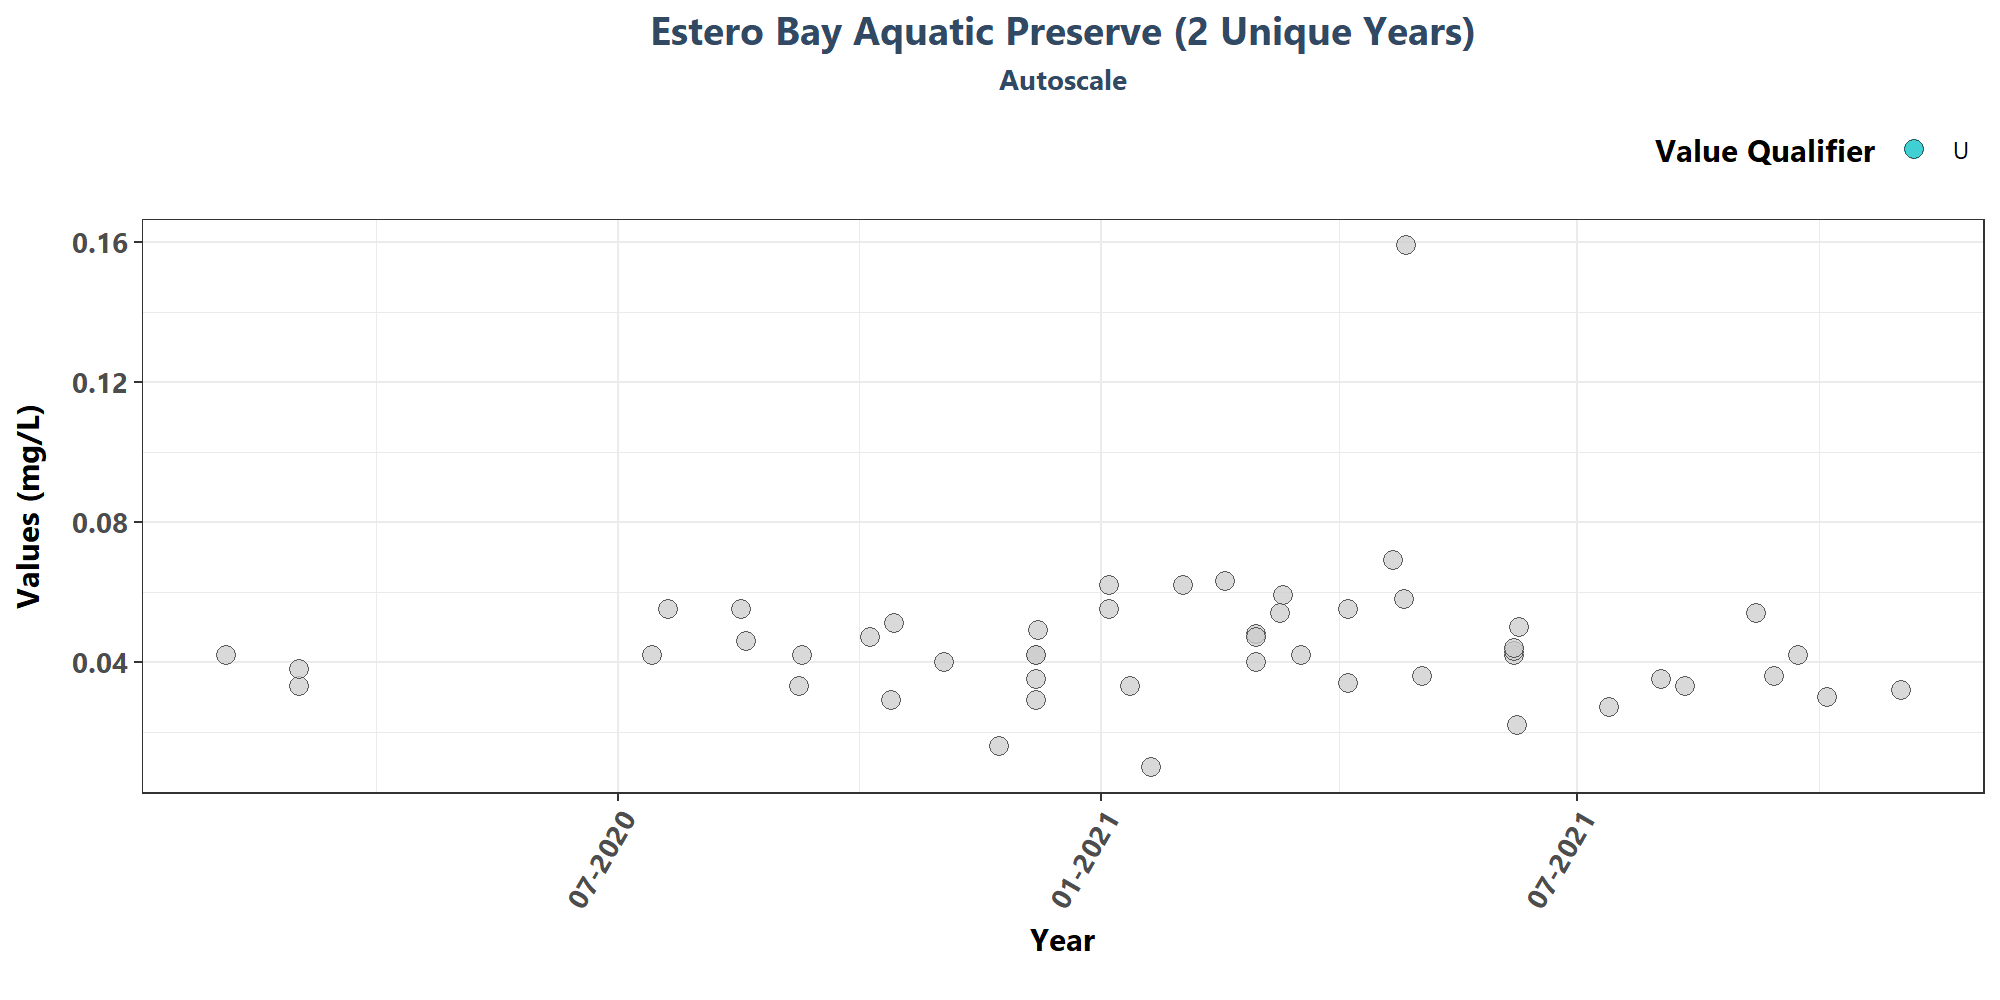 Estero Bay Aquatic Preserve (2 Unique Years)
Autoscale
Value Qualifier U
0.16
0.12
0.08
0.04
Values (mg/L)
07-2020
01-2021
07-2021
Year